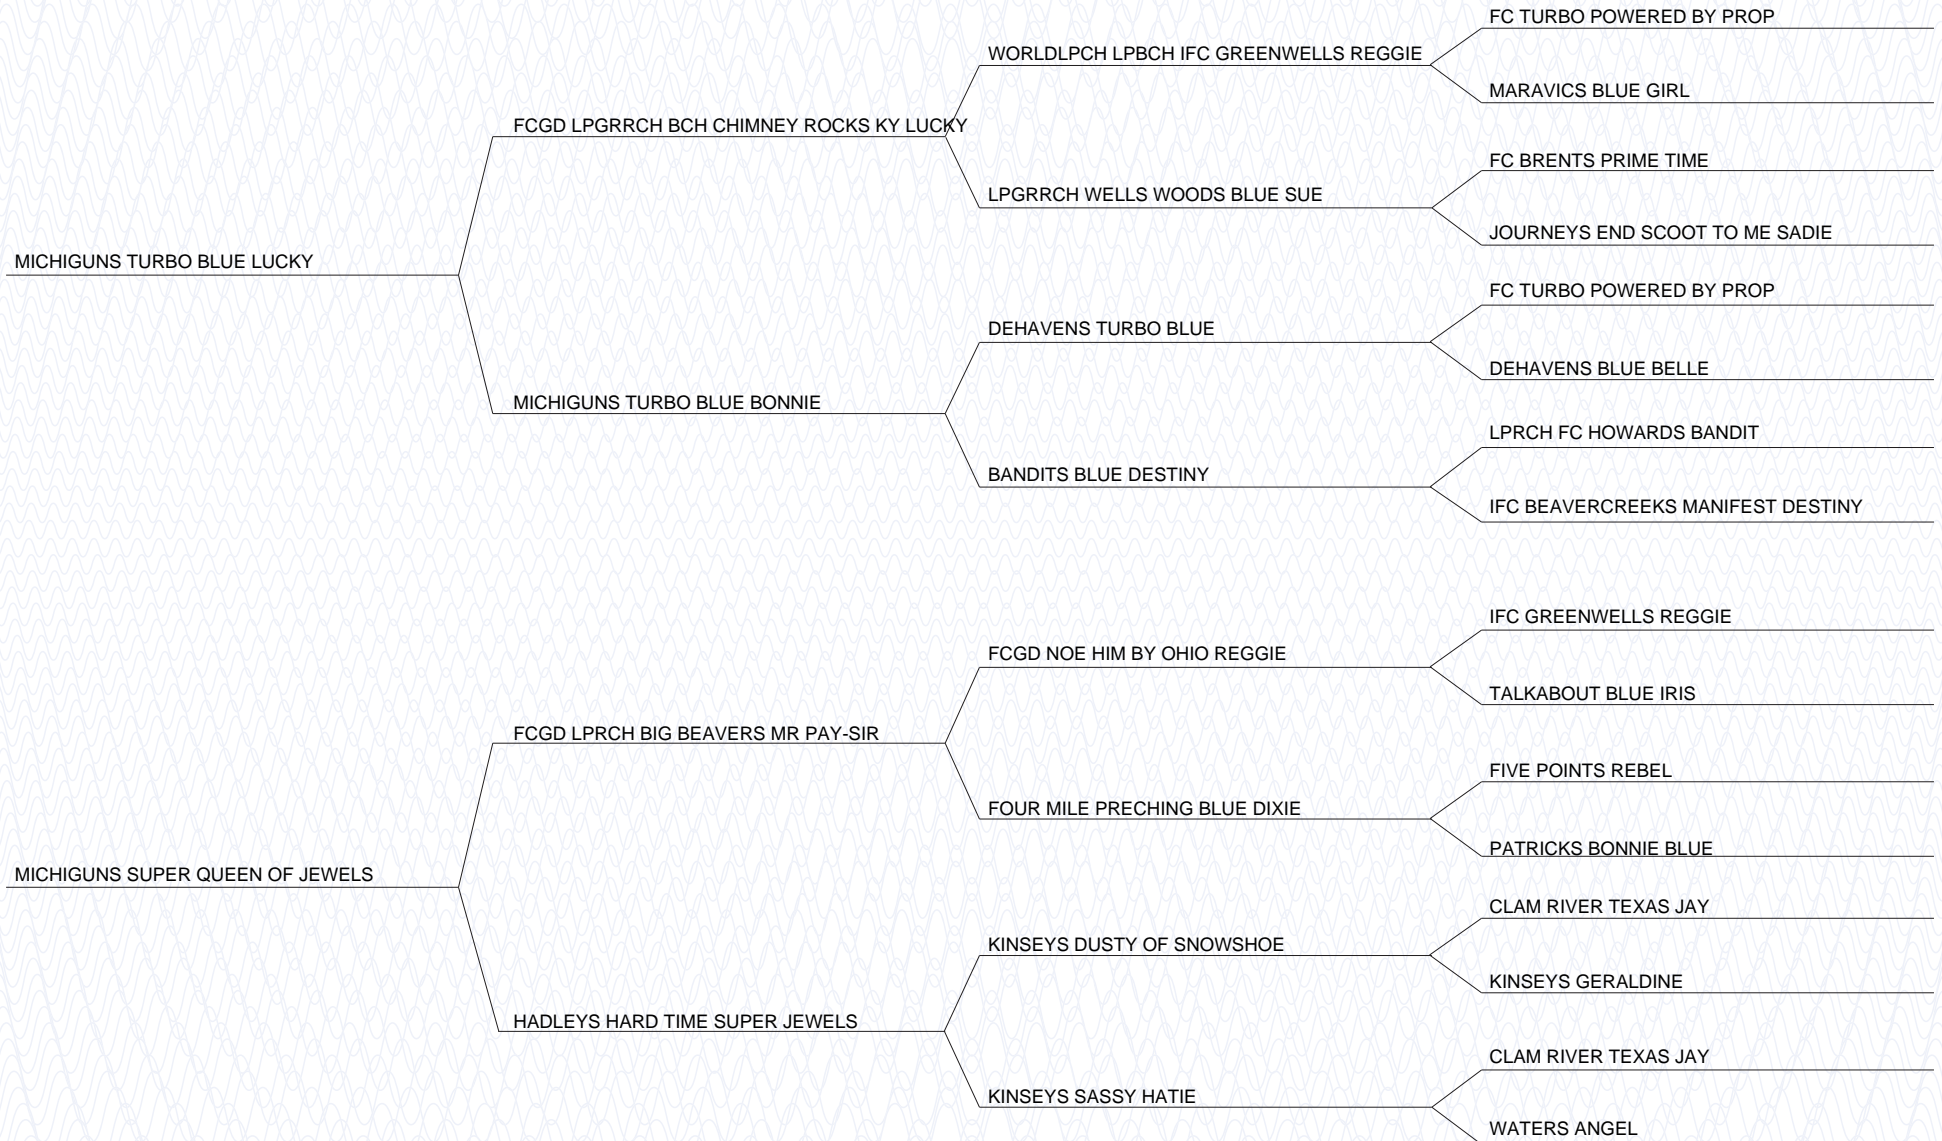 FC TURBO POWERED BY PROP
WORLDLPCH LPBCH IFC GREENWELLS REGGIE
MARAVICS BLUE GIRL
FCGD LPGRRCH BCH CHIMNEY ROCKS KY LUCKY
FC BRENTS PRIME TIME
LPGRRCH WELLS WOODS BLUE SUE
JOURNEYS END SCOOT TO ME SADIE
MICHIGUNS TURBO BLUE LUCKY
FC TURBO POWERED BY PROP
DEHAVENS TURBO BLUE
DEHAVENS BLUE BELLE
MICHIGUNS TURBO BLUE BONNIE
LPRCH FC HOWARDS BANDIT
BANDITS BLUE DESTINY
IFC BEAVERCREEKS MANIFEST DESTINY
IFC GREENWELLS REGGIE
FCGD NOE HIM BY OHIO REGGIE
TALKABOUT BLUE IRIS
FCGD LPRCH BIG BEAVERS MR PAY-SIR
FIVE POINTS REBEL
FOUR MILE PRECHING BLUE DIXIE
PATRICKS BONNIE BLUE
MICHIGUNS SUPER QUEEN OF JEWELS
CLAM RIVER TEXAS JAY
KINSEYS DUSTY OF SNOWSHOE
KINSEYS GERALDINE
HADLEYS HARD TIME SUPER JEWELS
CLAM RIVER TEXAS JAY
KINSEYS SASSY HATIE
WATERS ANGEL